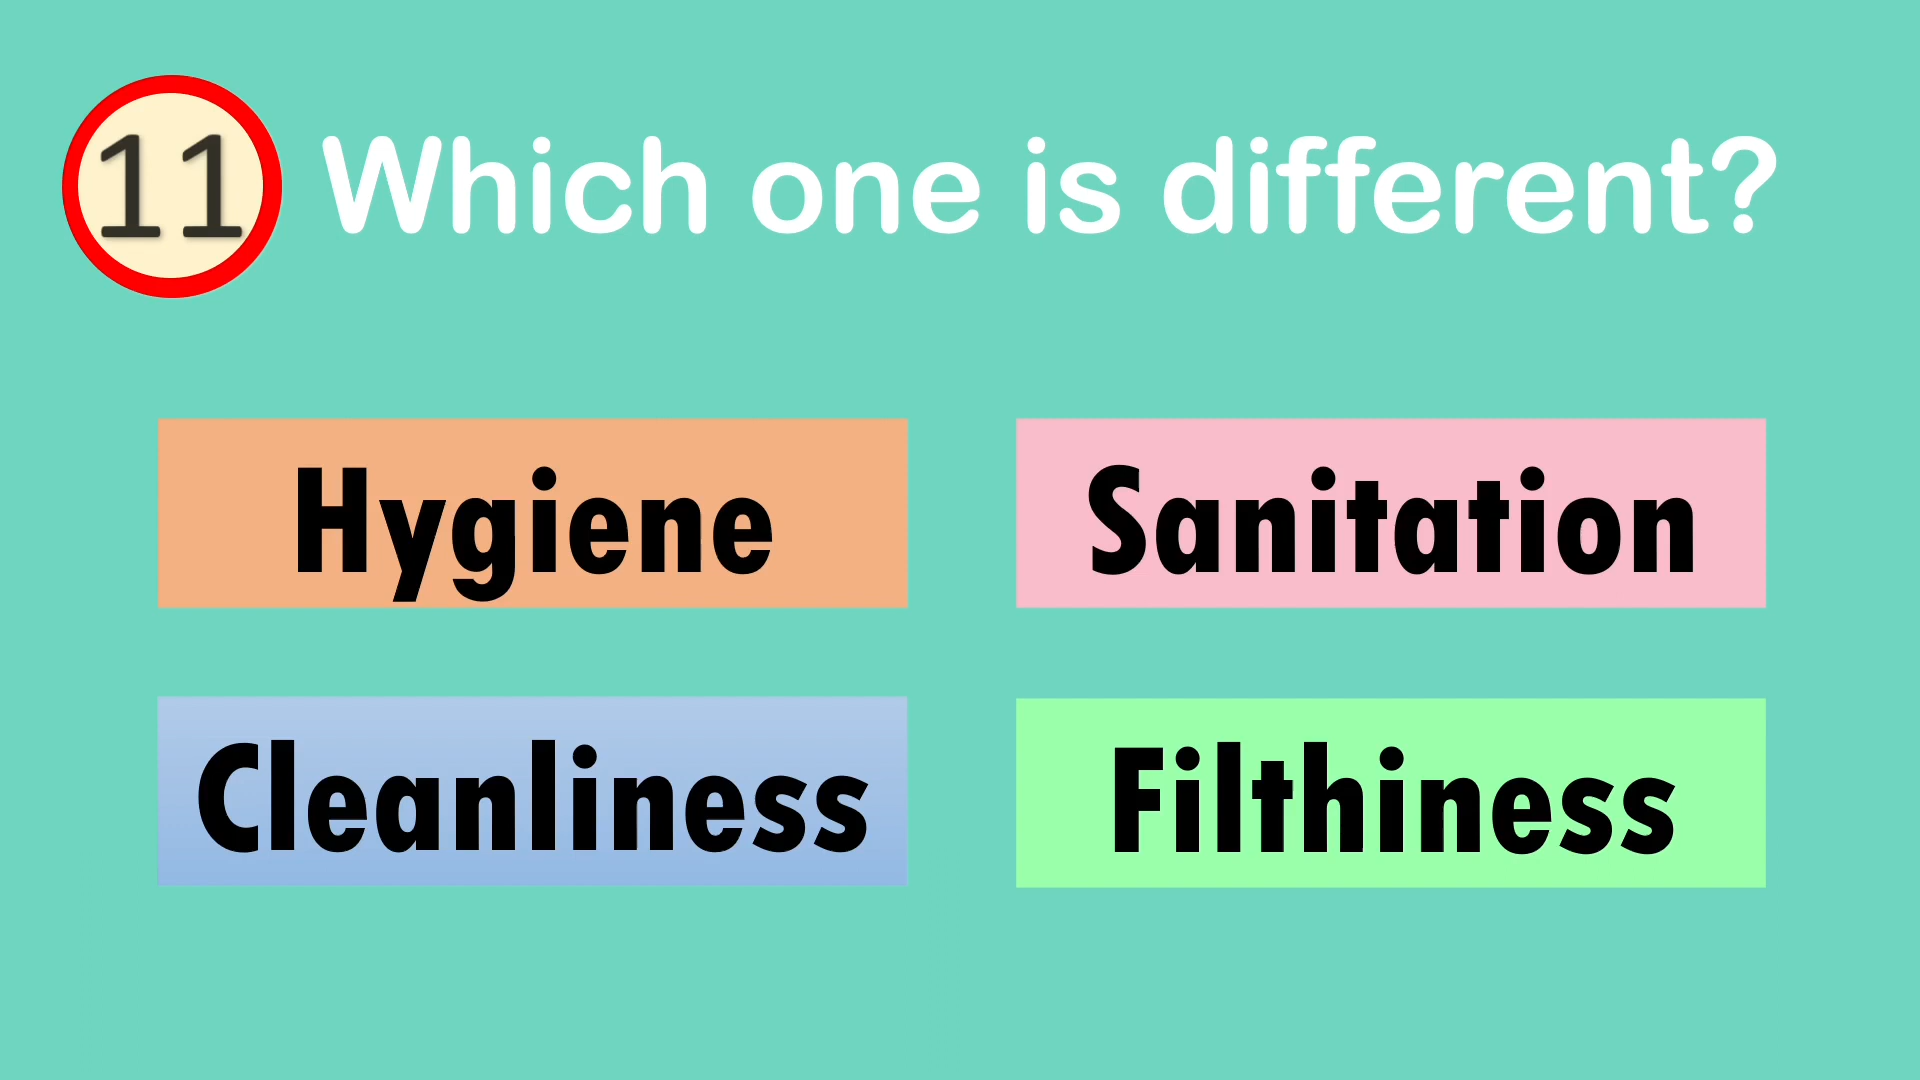 11 Which one is different?
Hygiene Sanitation
Cleanliness Filthiness